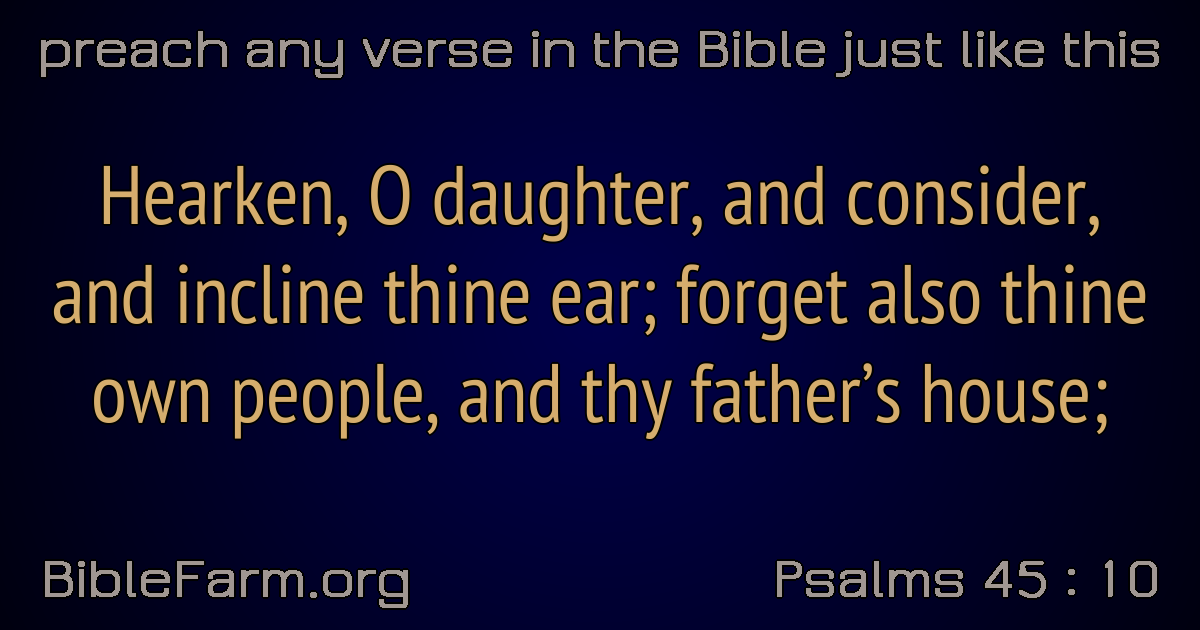 preach any verse in the Bible just like this
Hearken, O daughter, and consider,
and incline thine ear; forget also thine
own people, and thy father’s house;
BibleFarm.org
Psalms 45 : 10